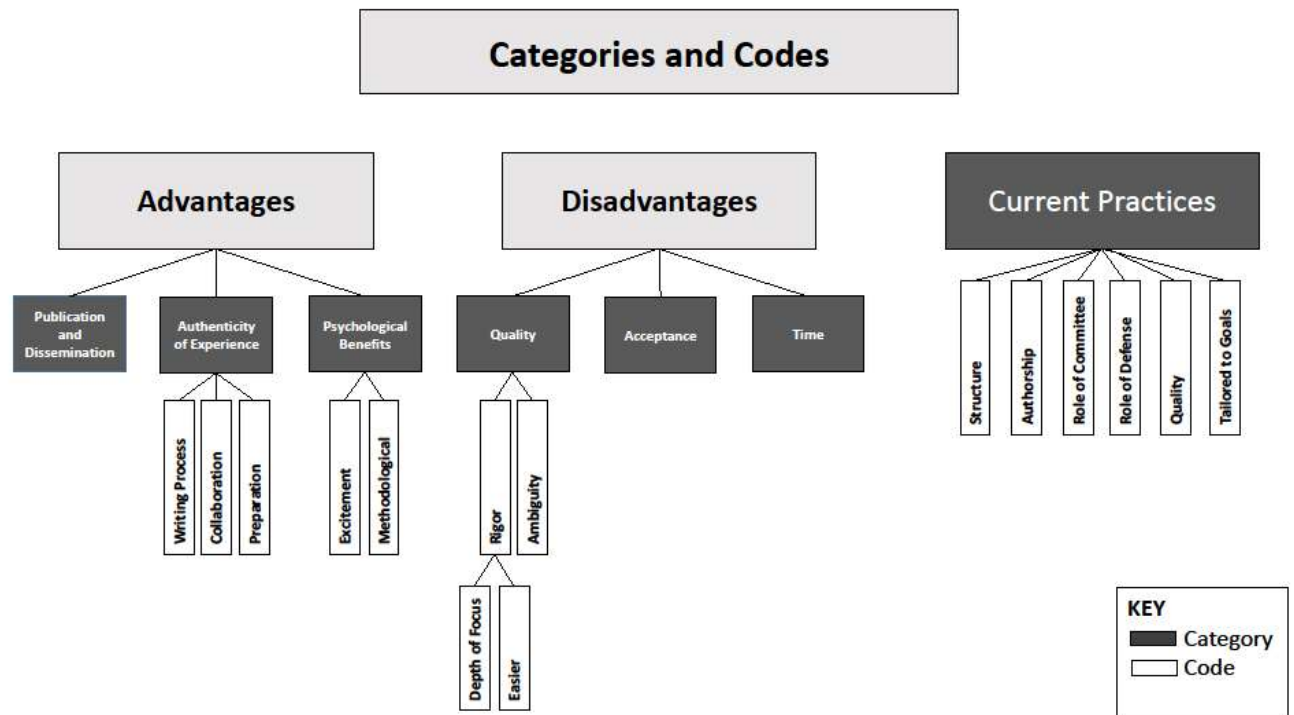 Categories and Codes
Advantages
Disadvantages
Current Practices
Publication
and
Dissemination
Authenticity
of Experience
Psychological
Benefits
Quality
Acceptance
Time
Structure
Authorship
Role of Committee
Role of Defense
Quality
Tailored to Goals
Writing Process
Collaboration
Preparation
Excitement
Methodological
Rigor
Ambiguity
Depth of Focus
Easier
KEY
Category
Code